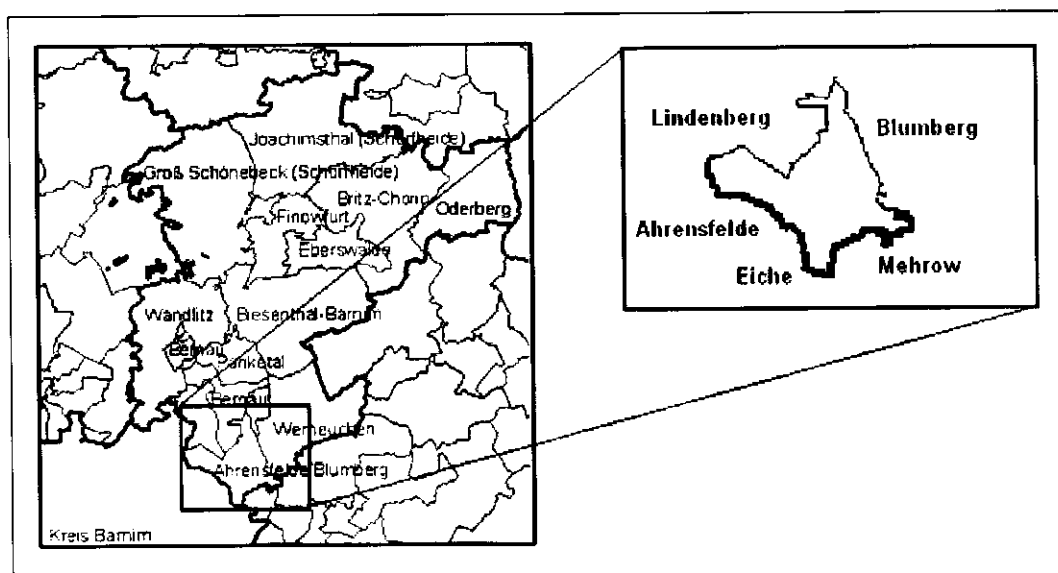 Joachimsthal (Schorfheide)
Groß Schönebeck (Schorfheide)
Britz-Chorin
Oderberg
Finowfurt
Eberswalde
Wandlitz
Biesenthal-Barnim
Bernau
Panketal
Bernau
Werneuchen
Ahrensfelde/Blumberg
Kreis Barnim
Lindenberg
Blumberg
Ahrensfelde
Mehrow
Eiche